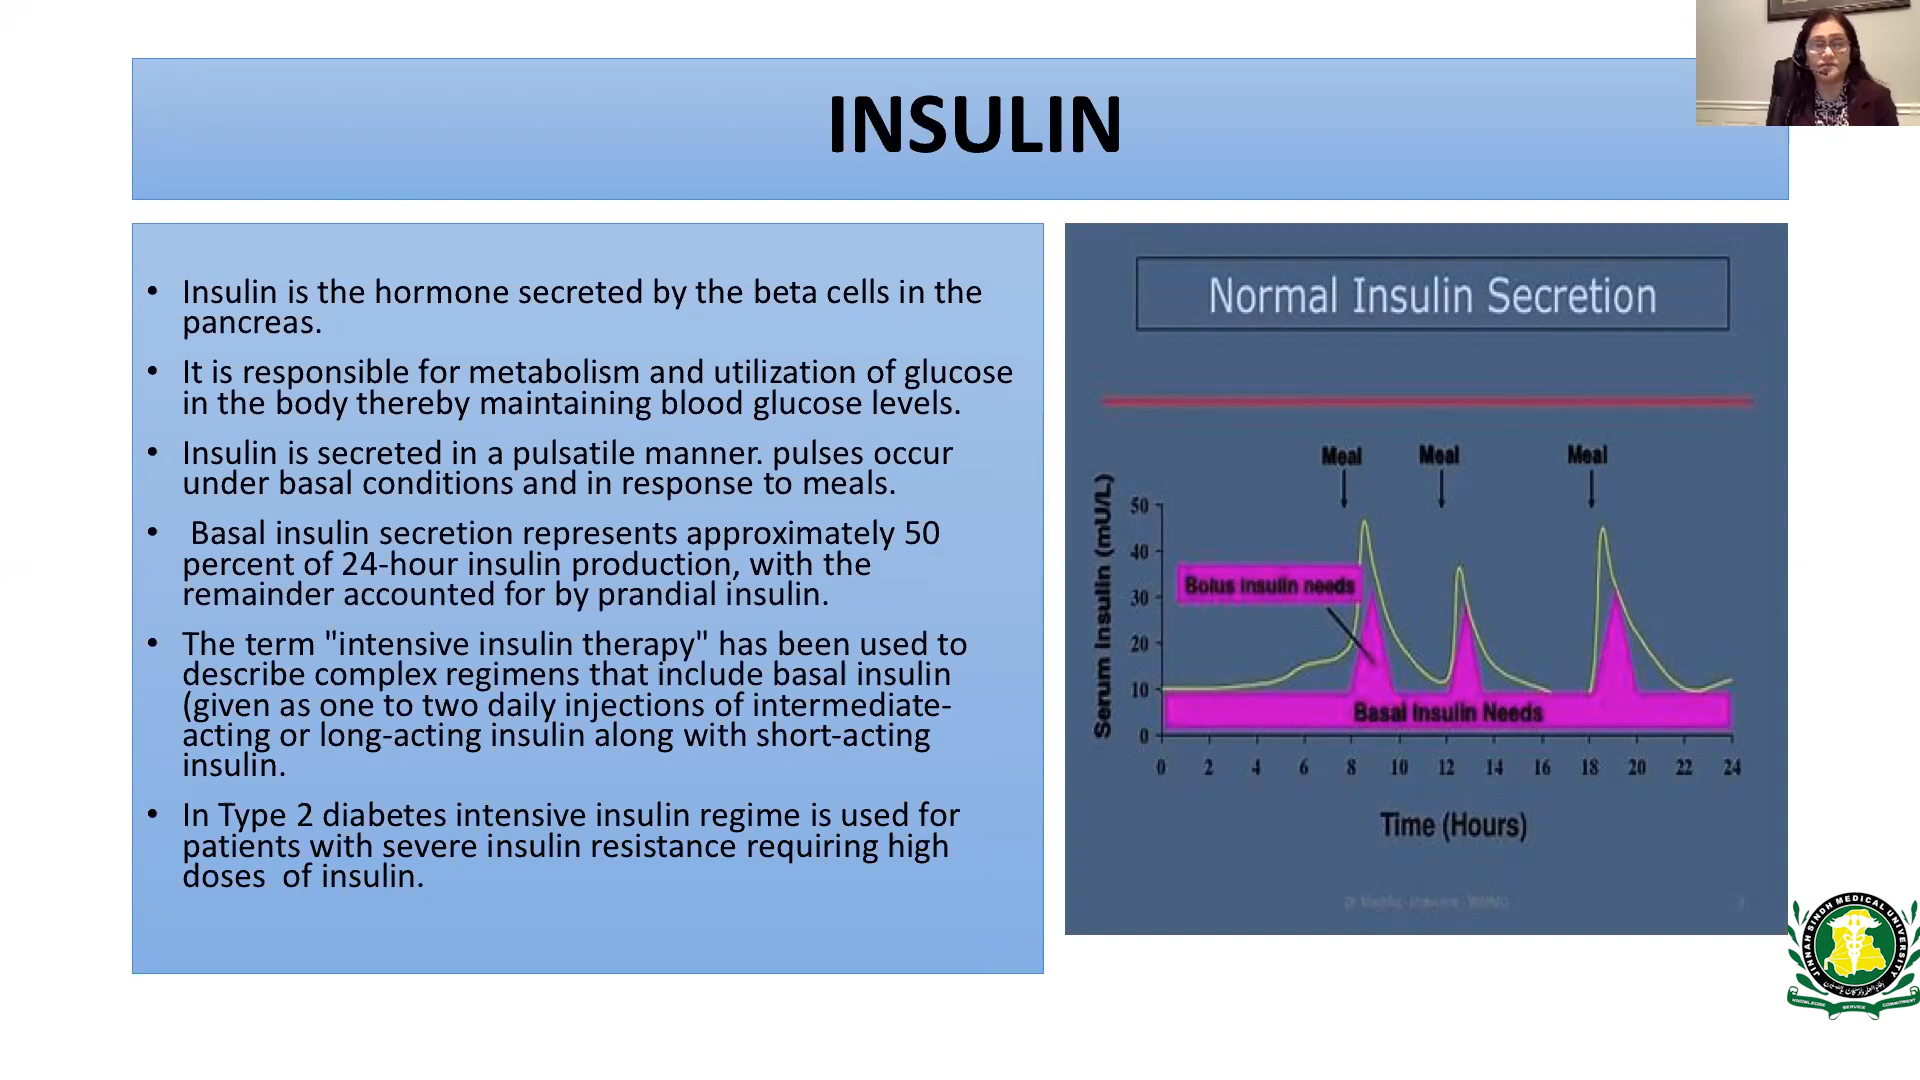 INSULIN
• Insulin is the hormone secreted by the beta cells in the
pancreas.
• It is responsible for metabolism and utilization of glucose
in the body thereby maintaining blood glucose levels.
• Insulin is secreted in a pulsatile manner. pulses occur
under basal conditions and in response to meals.
• Basal insulin secretion represents approximately 50
percent of 24-hour insulin production, with the
remainder accounted for by prandial insulin.
• The term "intensive insulin therapy" has been used to
describe complex regimens that include basal insulin
(given as one to two daily injections of intermediate-
acting or long-acting insulin along with short-acting
insulin.
• In Type 2 diabetes intensive insulin regime is used for
patients with severe insulin resistance requiring high
doses  of insulin.
Normal Insulin Secretion
Meal Meal Meal
Serum Insulin (mU/L)
50
40
30
20
10
0
Bolus insulin needs
Basal Insulin Needs
0 2 4 6 8 10 12 14 16 18 20 22 24
Time (Hours)
JINNAH SINDH MEDICAL UNIVERSITY
KNOWLEDGE SERVICE COMMITMENT